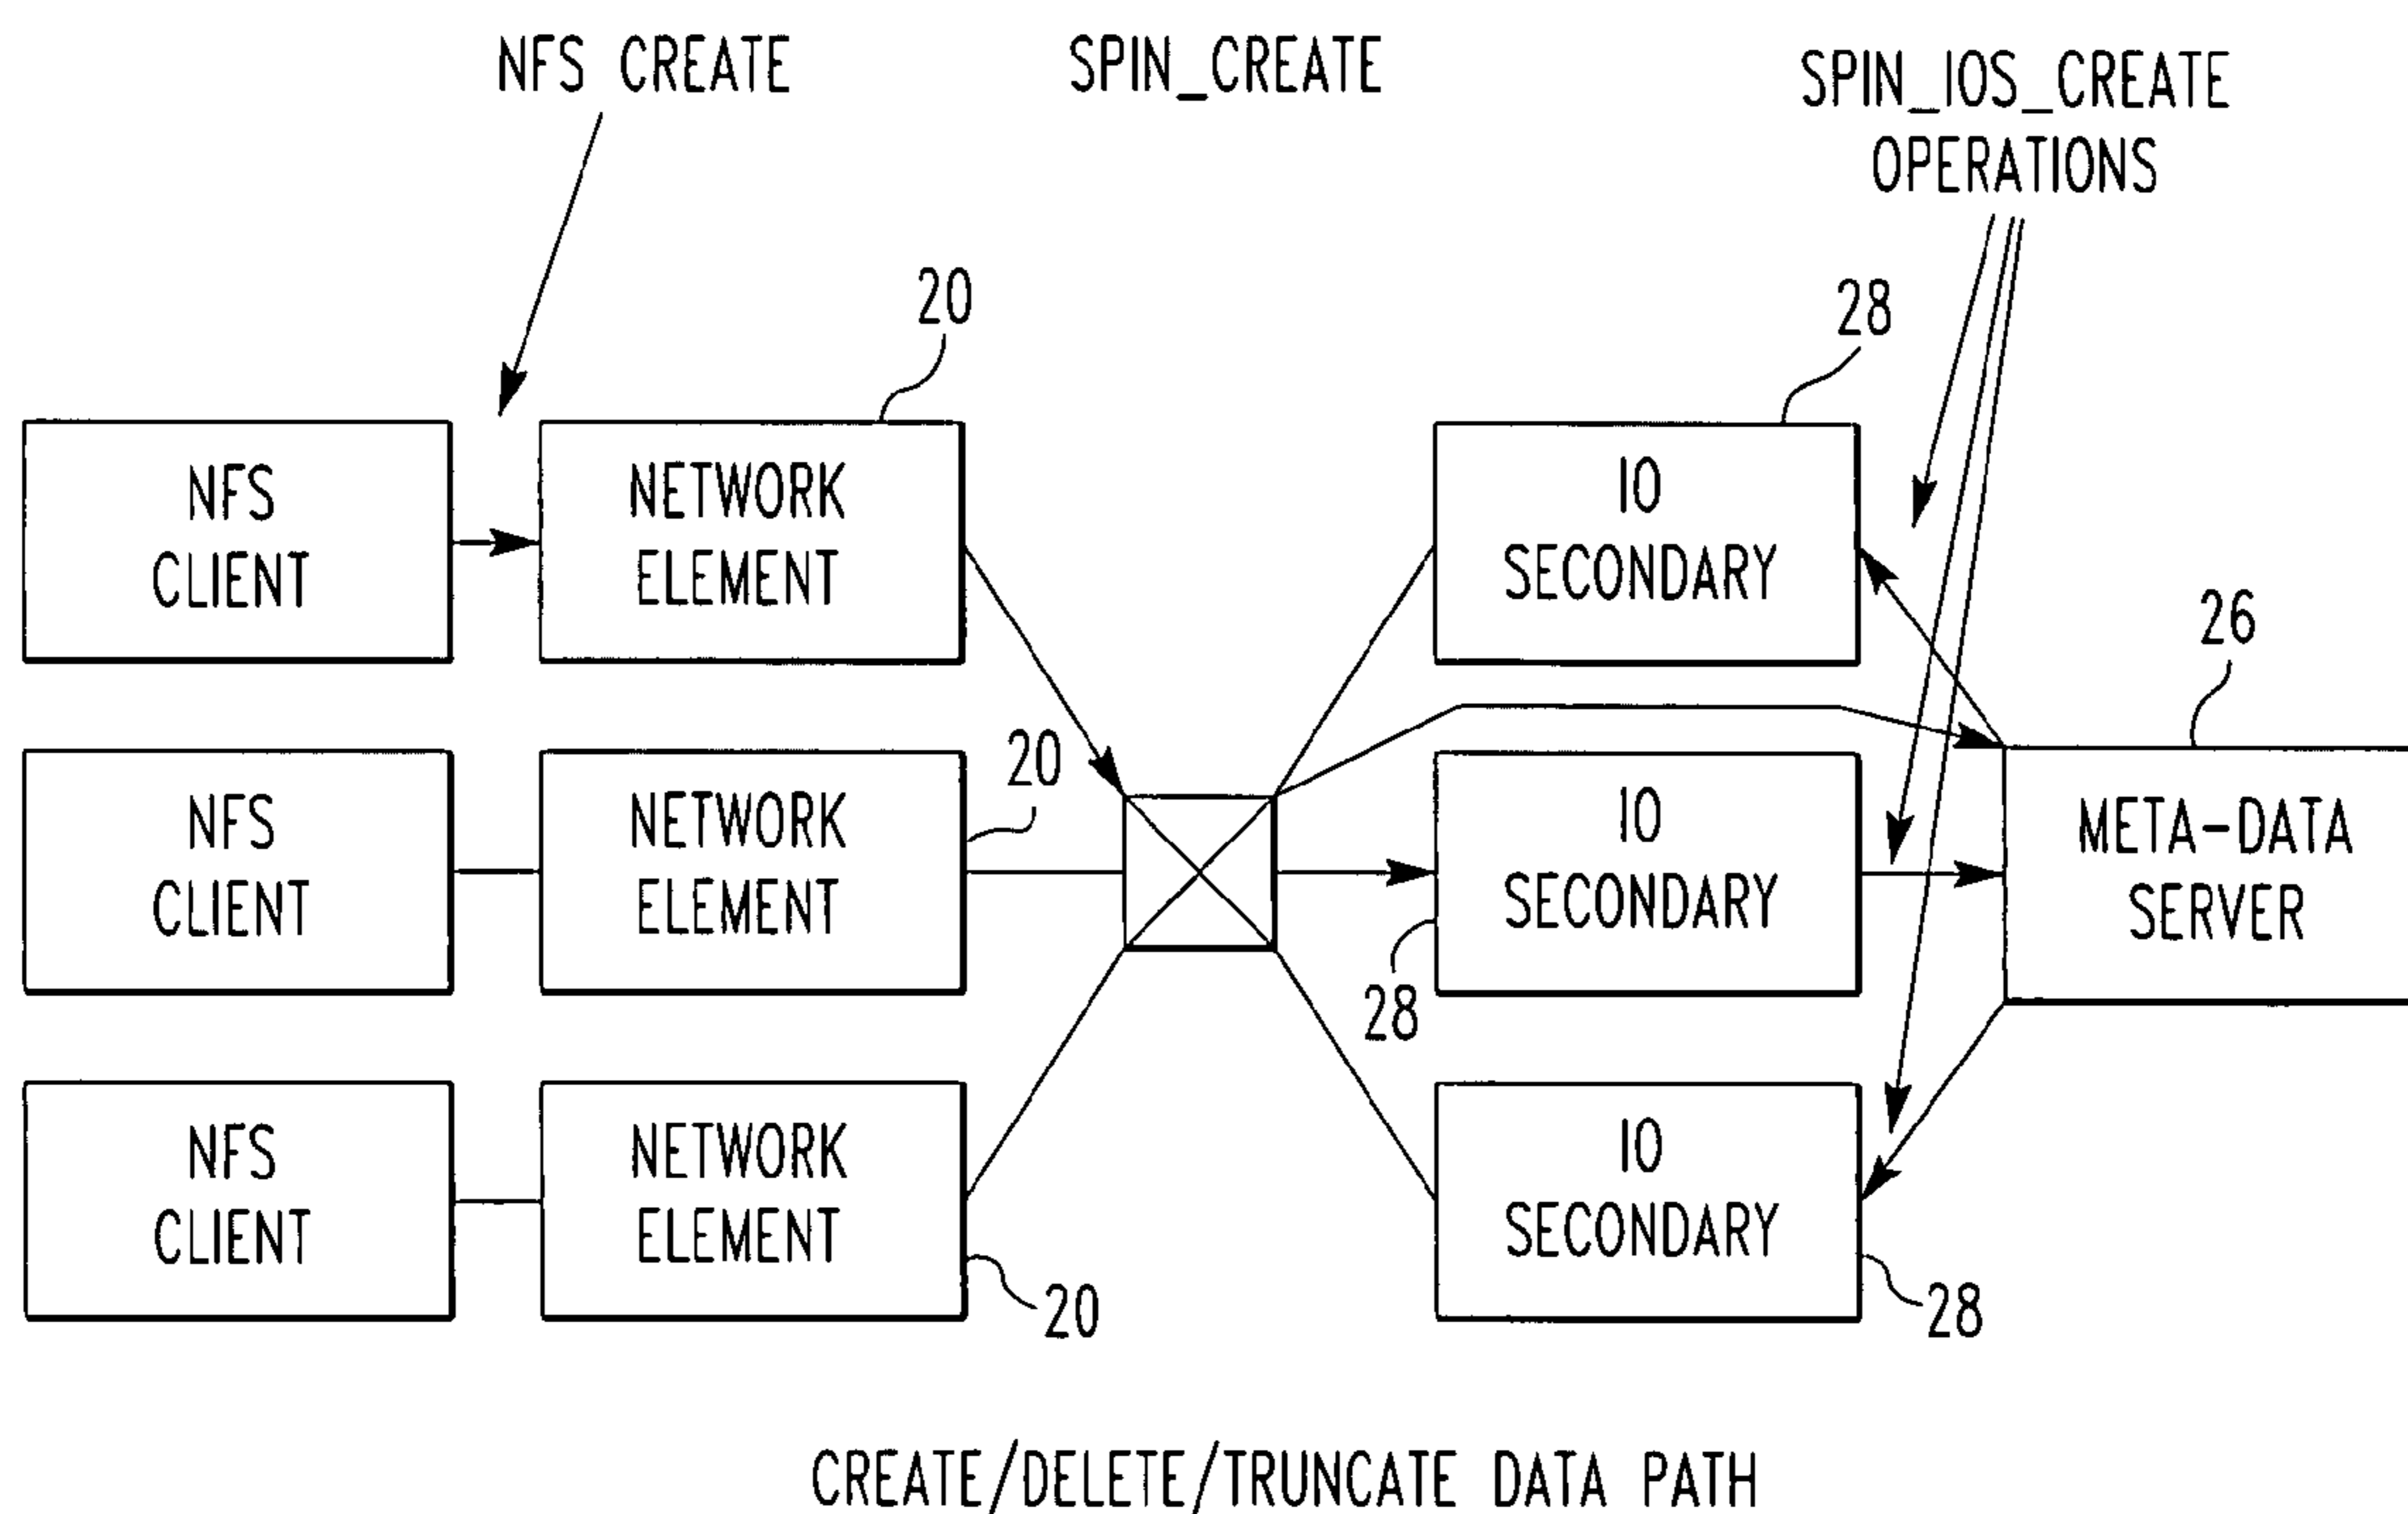 NFS CREATE
SPIN_CREATE
SPIN_IOS_CREATE
OPERATIONS
20
28
NFS
CLIENT
NETWORK
ELEMENT
IO
SECONDARY
26
20
NFS
CLIENT
NETWORK
ELEMENT
IO
SECONDARY
META-DATA
SERVER
28
NFS
CLIENT
NETWORK
ELEMENT
IO
SECONDARY
20
28
CREATE/DELETE/TRUNCATE DATA PATH